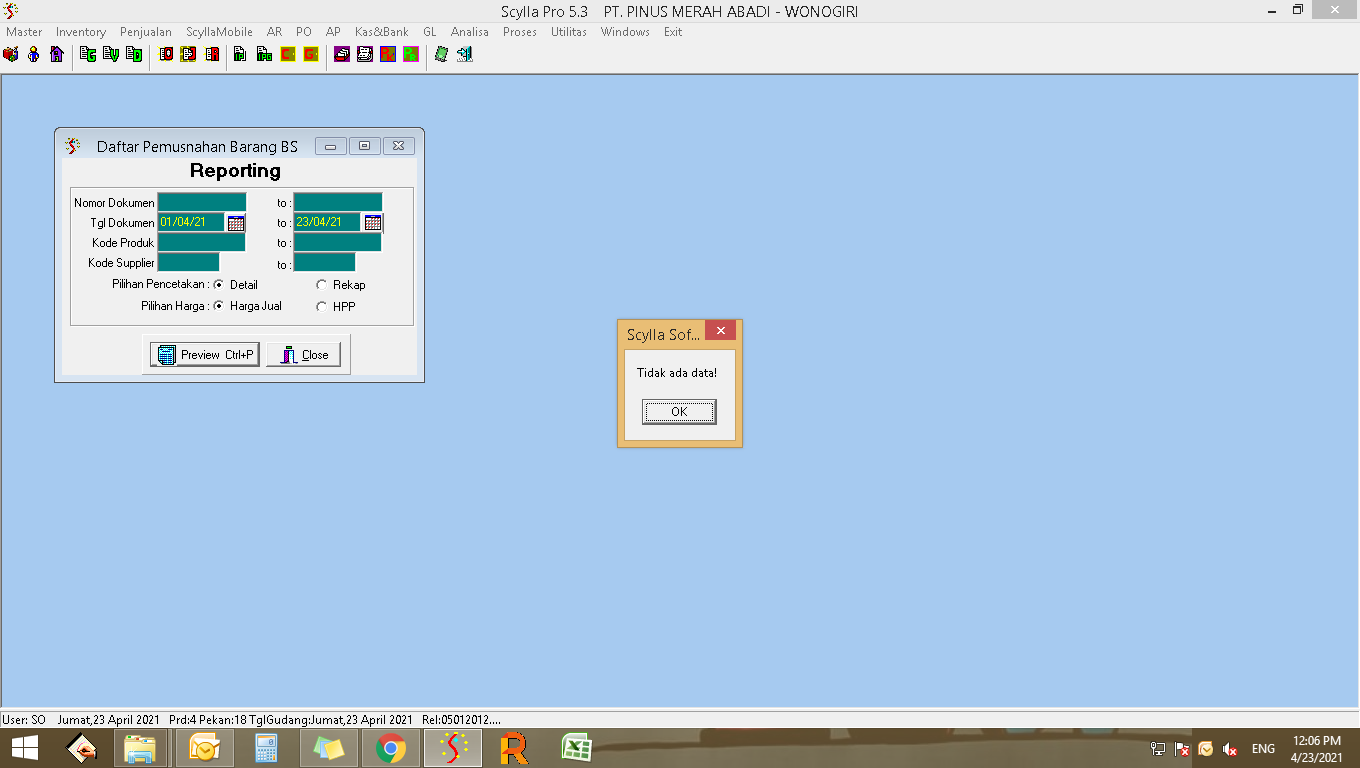 Scylla Pro 5.3 PT. PINUS MERAH ABADI - WONOGIRI
Master Inventory Penjualan ScyllaMobile AR PO AP Kas&Bank GL Analisa Proses Utilitas Windows Exit
Daftar Pemusnahan Barang BS
Reporting
Nomor Dokumen to :
Tgl Dokumen 01/04/21 to : 23/04/21
Kode Produk to :
Kode Supplier to :
Pilihan Pencetakan : Detail Rekap
Pilihan Harga : Harga Jual HPP
Preview Ctrl+P Close
Scylla Sof...
Tidak ada data!
OK
User: SO Jumat,23 April 2021 Prd:4 Pekan:18 TglGudang:Jumat,23 April 2021 Rel:05012012....
ENG
12:06 PM
4/23/2021